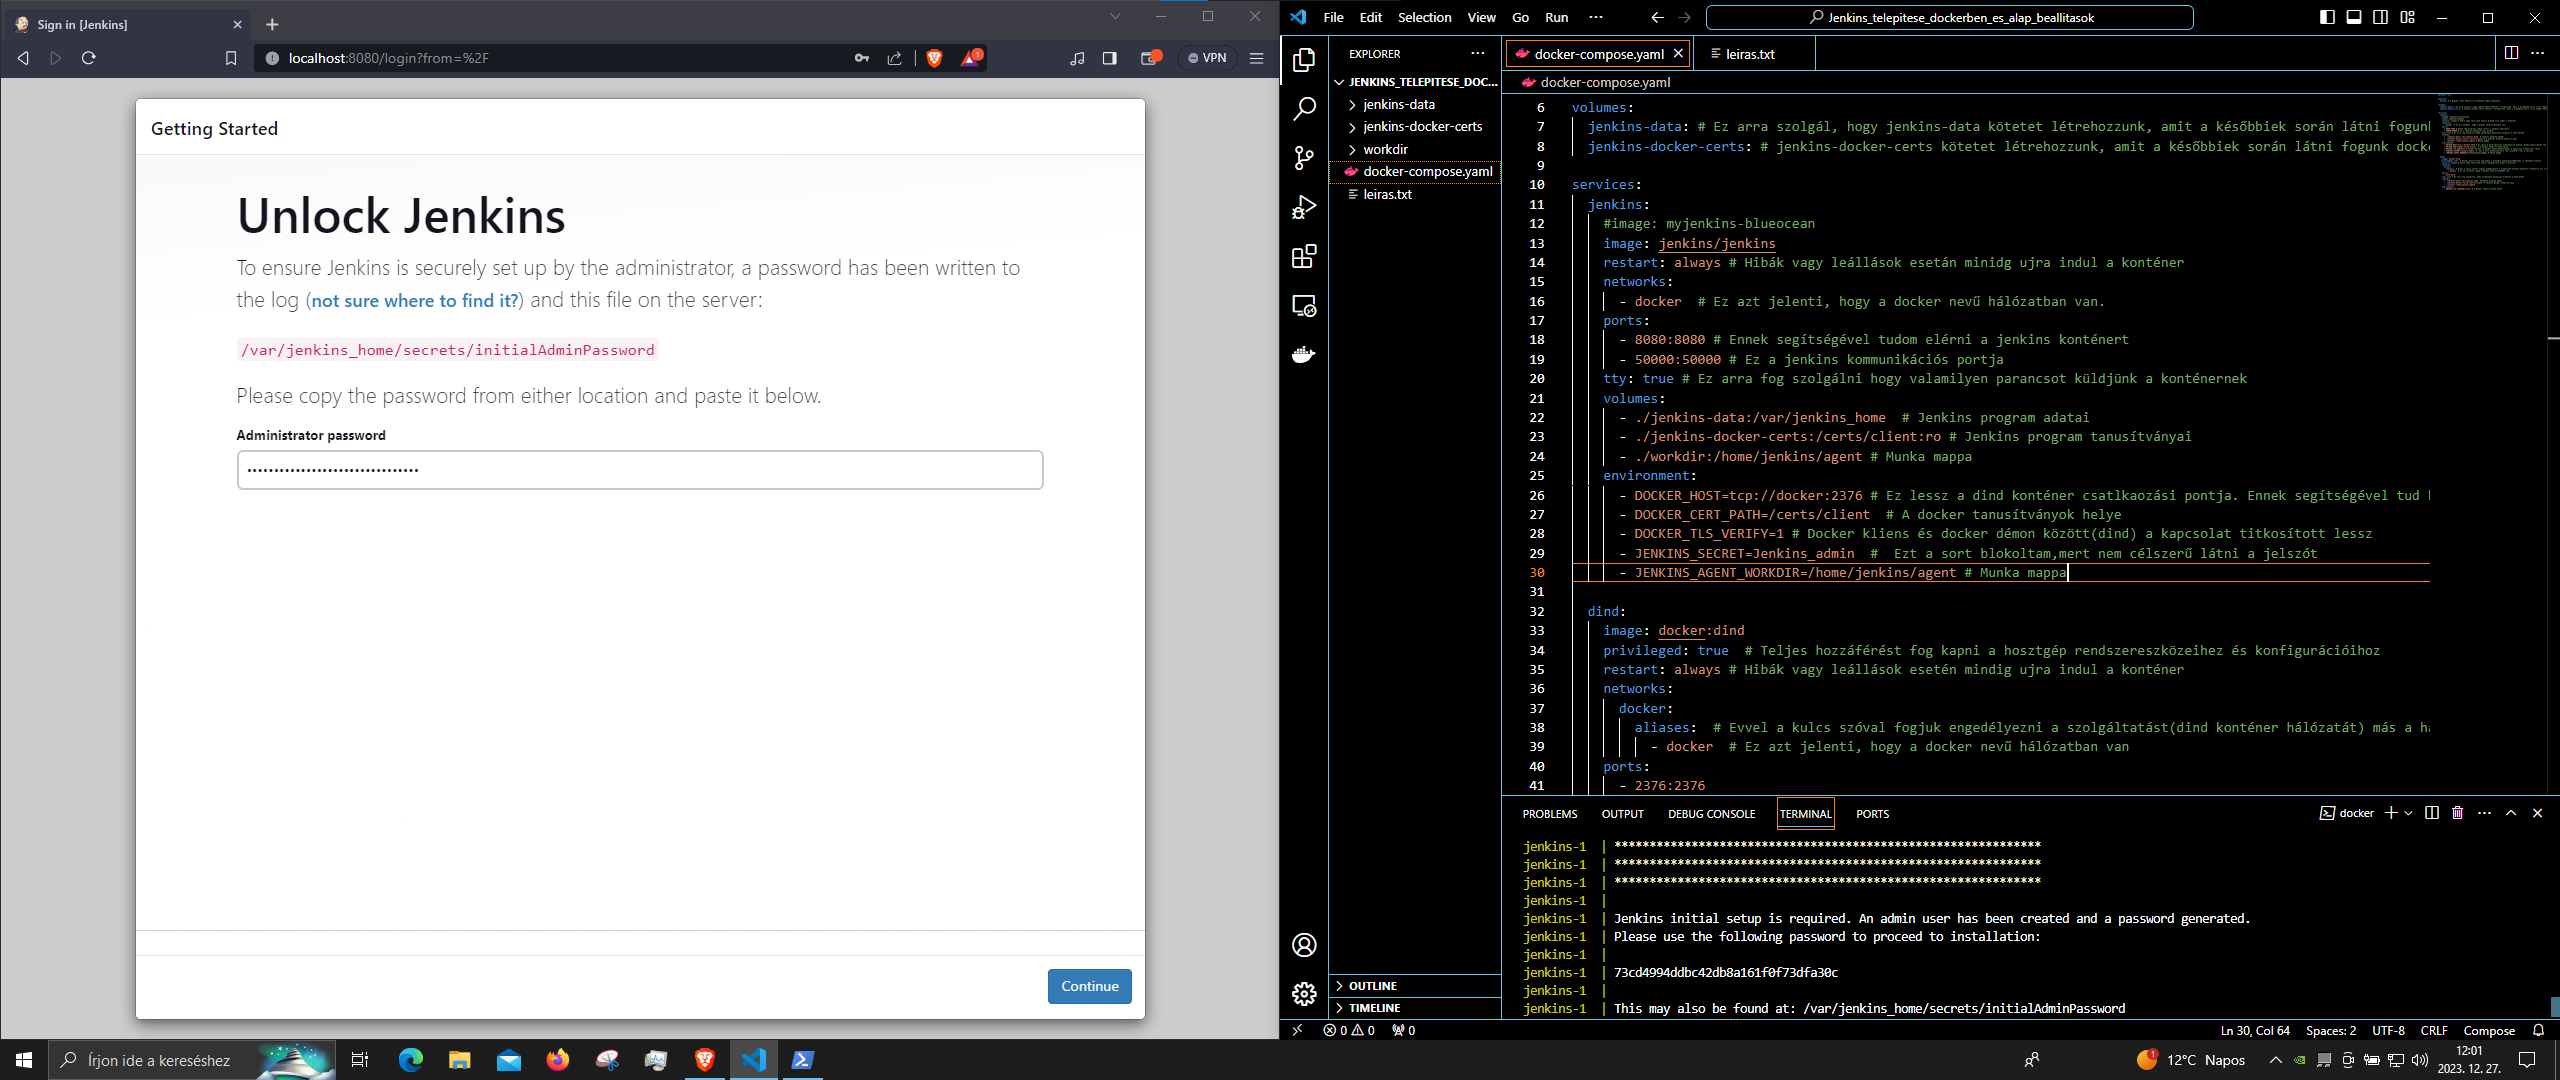 Sign in [Jenkins]
localhost:8080/login?from=%2F
1
VPN
Getting Started
Unlock Jenkins
To ensure Jenkins is securely set up by the administrator, a password has been written to
the log (not sure where to find it?) and this file on the server:
/var/jenkins_home/secrets/initialAdminPassword
Please copy the password from either location and paste it below.
Administrator password
Continue
File Edit Selection View Go Run ···
Jenkins_telepitese_dockerben_es_alap_beallitasok
EXPLORER
JENKINS_TELEPITESE_DOC...
jenkins-data
jenkins-docker-certs
workdir
docker-compose.yaml
leiras.txt
OUTLINE
TIMELINE
docker-compose.yaml
leiras.txt
docker-compose.yaml
6 volumes:
7 jenkins-data: # Ez arra szolgál, hogy jenkins-data kötetet létrehozzunk, amit a későbbiek során látni fogunk
8 jenkins-docker-certs: # jenkins-docker-certs kötetet létrehozzunk, amit a későbbiek során látni fogunk docke
9
10 services:
11 jenkins:
12 #image: myjenkins-blueocean
13 image: jenkins/jenkins
14 restart: always # Hibák vagy leállások esetán minidg ujra indul a konténer
15 networks:
16 - docker # Ez azt jelenti, hogy a docker nevű hálózatban van.
17 ports:
18 - 8080:8080 # Ennek segítségével tudom elérni a jenkins konténert
19 - 50000:50000 # Ez a jenkins kommunikációs portja
20 tty: true # Ez arra fog szolgálni hogy valamilyen parancsot küldjünk a konténernek
21 volumes:
22 - ./jenkins-data:/var/jenkins_home # Jenkins program adatai
23 - ./jenkins-docker-certs:/certs/client:ro # Jenkins program tanusítványai
24 - ./workdir:/home/jenkins/agent # Munka mappa
25 environment:
26 - DOCKER_HOST=tcp://docker:2376 # Ez lessz a dind konténer csatlkaozási pontja. Ennek segítségével tud
27 - DOCKER_CERT_PATH=/certs/client # A docker tanusítványok helye
28 - DOCKER_TLS_VERIFY=1 # Docker kliens és docker démon között(dind) a kapcsolat titkosított lessz
29 - JENKINS_SECRET=Jenkins_admin # Ezt a sort blokoltam,mert nem célszerű látni a jelszót
30 - JENKINS_AGENT_WORKDIR=/home/jenkins/agent # Munka mappa
31
32 dind:
33 image: docker:dind
34 privileged: true # Teljes hozzáférést fog kapni a hosztgép rendszereszközeihez és konfigurációihoz
35 restart: always # Hibák vagy leállások esetén mindig ujra indul a konténer
36 networks:
37 docker:
38 aliases: # Evvel a kulcs szóval fogjuk engedélyezni a szolgáltatást(dind konténer hálózatát) más a
39 - docker # Ez azt jelenti, hogy a docker nevű hálózatban van
40 ports:
41 - 2376:2376
PROBLEMS OUTPUT DEBUG CONSOLE TERMINAL PORTS
docker
jenkins-1 | *************************************************************
jenkins-1 | *************************************************************
jenkins-1 | *************************************************************
jenkins-1 |
jenkins-1 | Jenkins initial setup is required. An admin user has been created and a password generated.
jenkins-1 | Please use the following password to proceed to installation:
jenkins-1 |
jenkins-1 | 73cd4994ddbc42db8a161f0f73dfa30c
jenkins-1 |
jenkins-1 | This may also be found at: /var/jenkins_home/secrets/initialAdminPassword
0 0 0
Ln 30, Col 64 Spaces: 2 UTF-8 CRLF Compose
Írjon ide a kereséshez
1
12°C Napos
12:01
2023. 12. 27.